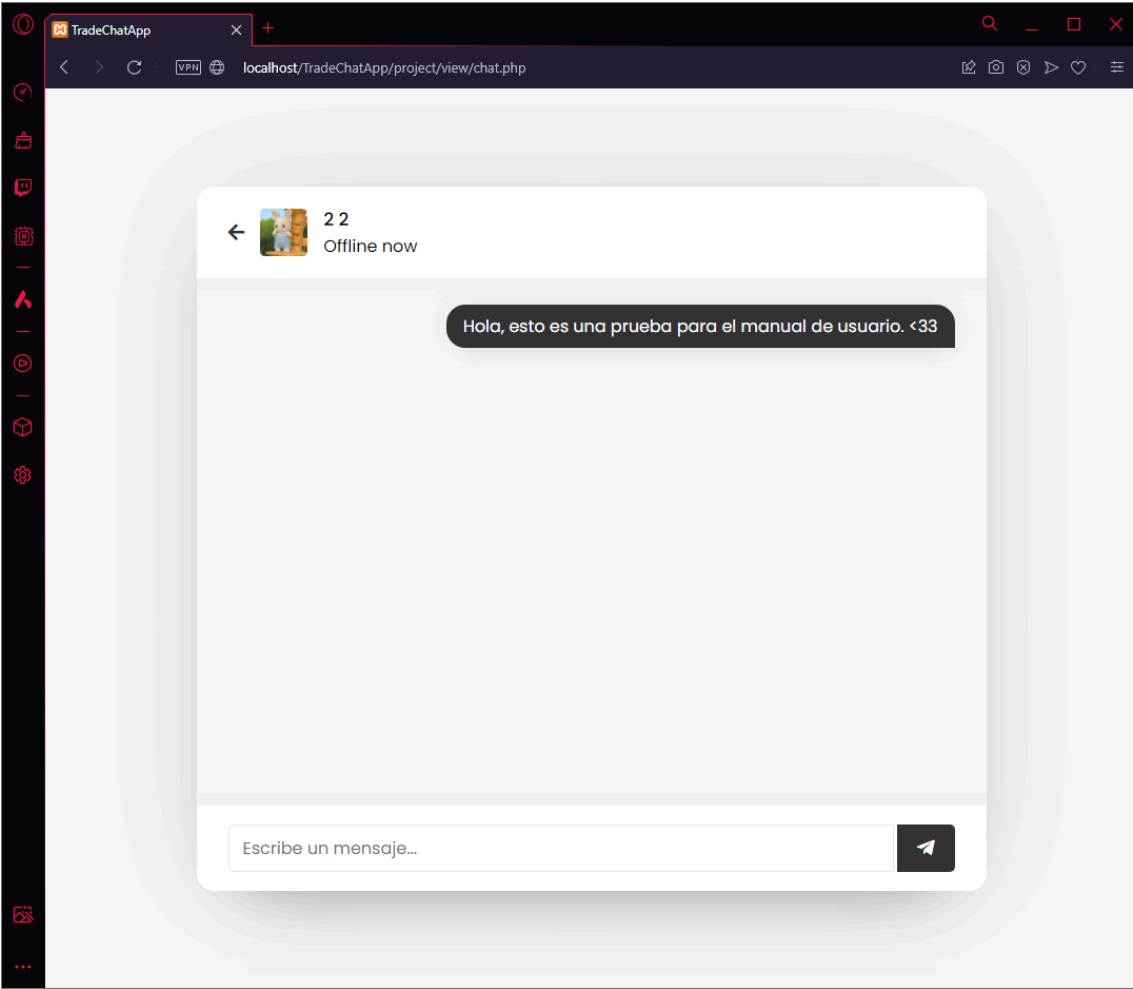 TradeChatApp
VPN localhost/TradeChatApp/project/view/chat.php
2 2
Offline now
Hola, esto es una prueba para el manual de usuario. <33
Escribe un mensaje...